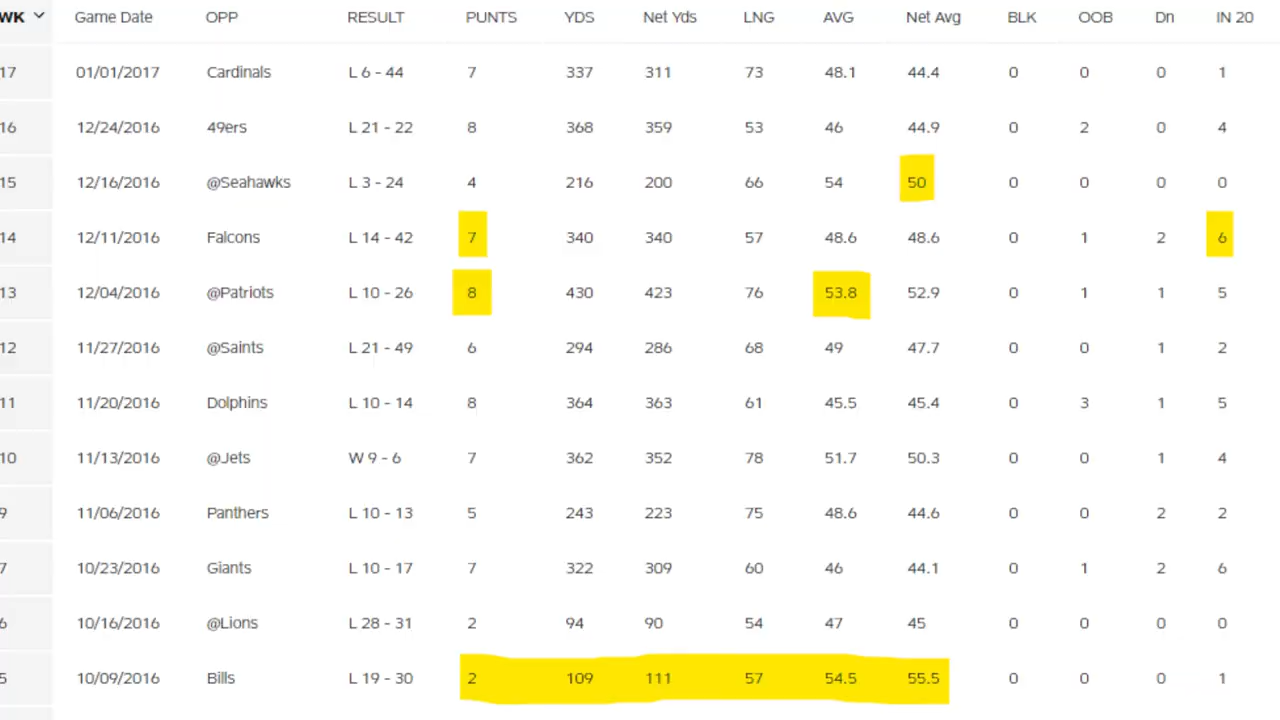 WK Game Date OPP RESULT PUNTS YDS Net Yds LNG AVG Net Avg BLK OOB Dn IN 20
17 01/01/2017 Cardinals L 6 - 44 7 337 311 73 48.1 44.4 0 0 0 1
16 12/24/2016 49ers L 21 - 22 8 368 359 53 46 44.9 0 2 0 4
15 12/16/2016 @Seahawks L 3 - 24 4 216 200 66 54 50 0 0 0 0
14 12/11/2016 Falcons L 14 - 42 7 340 340 57 48.6 48.6 0 1 2 6
13 12/04/2016 @Patriots L 10 - 26 8 430 423 76 53.8 52.9 0 1 1 5
12 11/27/2016 @Saints L 21 - 49 6 294 286 68 49 47.7 0 0 1 2
11 11/20/2016 Dolphins L 10 - 14 8 364 363 61 45.5 45.4 0 3 1 5
10 11/13/2016 @Jets W 9 - 6 7 362 352 78 51.7 50.3 0 0 1 4
9 11/06/2016 Panthers L 10 - 13 5 243 223 75 48.6 44.6 0 0 2 2
7 10/23/2016 Giants L 10 - 17 7 322 309 60 46 44.1 0 1 2 6
6 10/16/2016 @Lions L 28 - 31 2 94 90 54 47 45 0 0 0 0
5 10/09/2016 Bills L 19 - 30 2 109 111 57 54.5 55.5 0 0 0 1